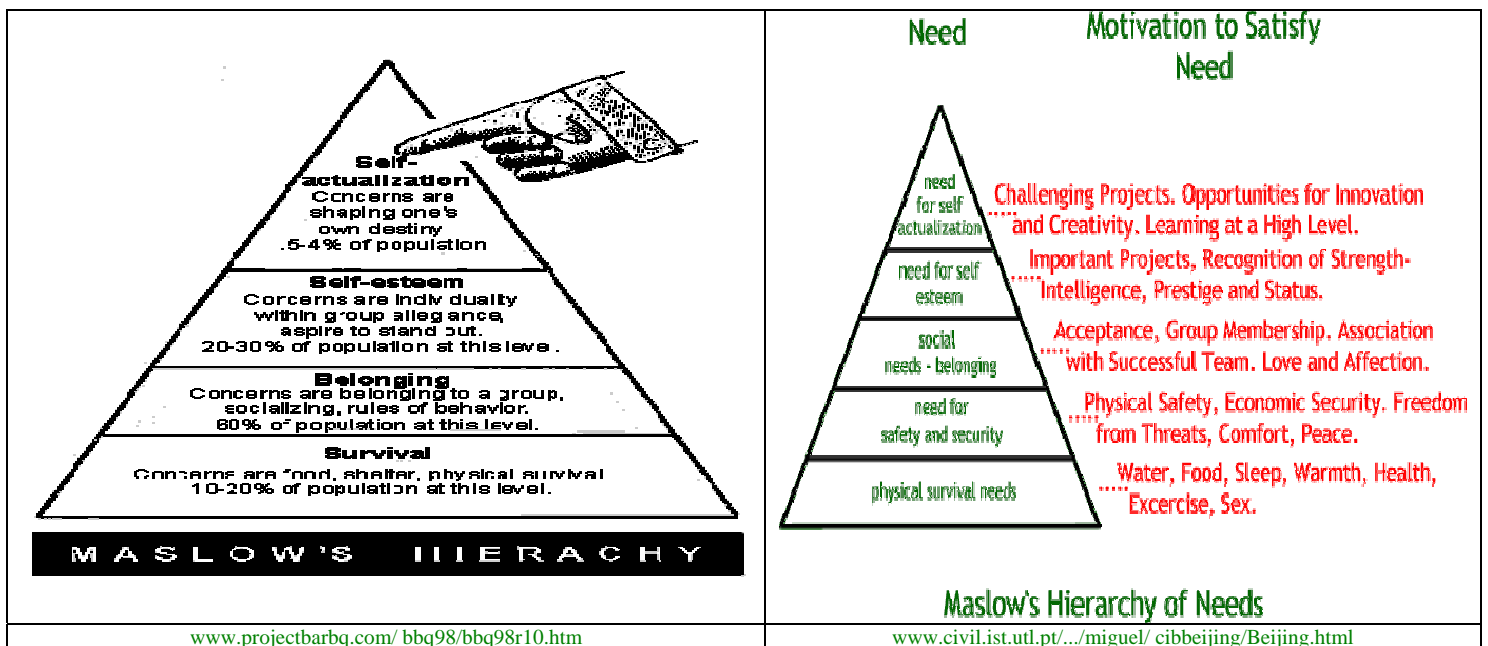 Self-
actualization
Concerns are
shaping one's
own destiny
.5-4% of population
Self-esteem
Concerns are individuality
within group allegiance,
aspire to stand out.
20-30% of population at this level.
Belonging
Concerns are belonging to a group,
socializing, rules of behavior.
60% of population at this level.
Survival
Concerns are food, shelter, physical survival
10-20% of population at this level.
MASLOW'S HIERACHY
www.projectbarbq.com/ bbq98/bbq98r10.htm
Need
Motivation to Satisfy
Need
need
for self
actualization
Challenging Projects. Opportunities for Innovation
and Creativity. Learning at a High Level.
need for self
esteem
Important Projects, Recognition of Strength-
Intelligence, Prestige and Status.
social
needs - belonging
Acceptance, Group Membership. Association
with Successful Team. Love and Affection.
need for
safety and security
Physical Safety, Economic Security. Freedom
from Threats, Comfort, Peace.
physical survival needs
Water, Food, Sleep, Warmth, Health,
Excercise, Sex.
Maslow's Hierarchy of Needs
www.civil.ist.utl.pt/.../miguel/ cibbeijing/Beijing.html